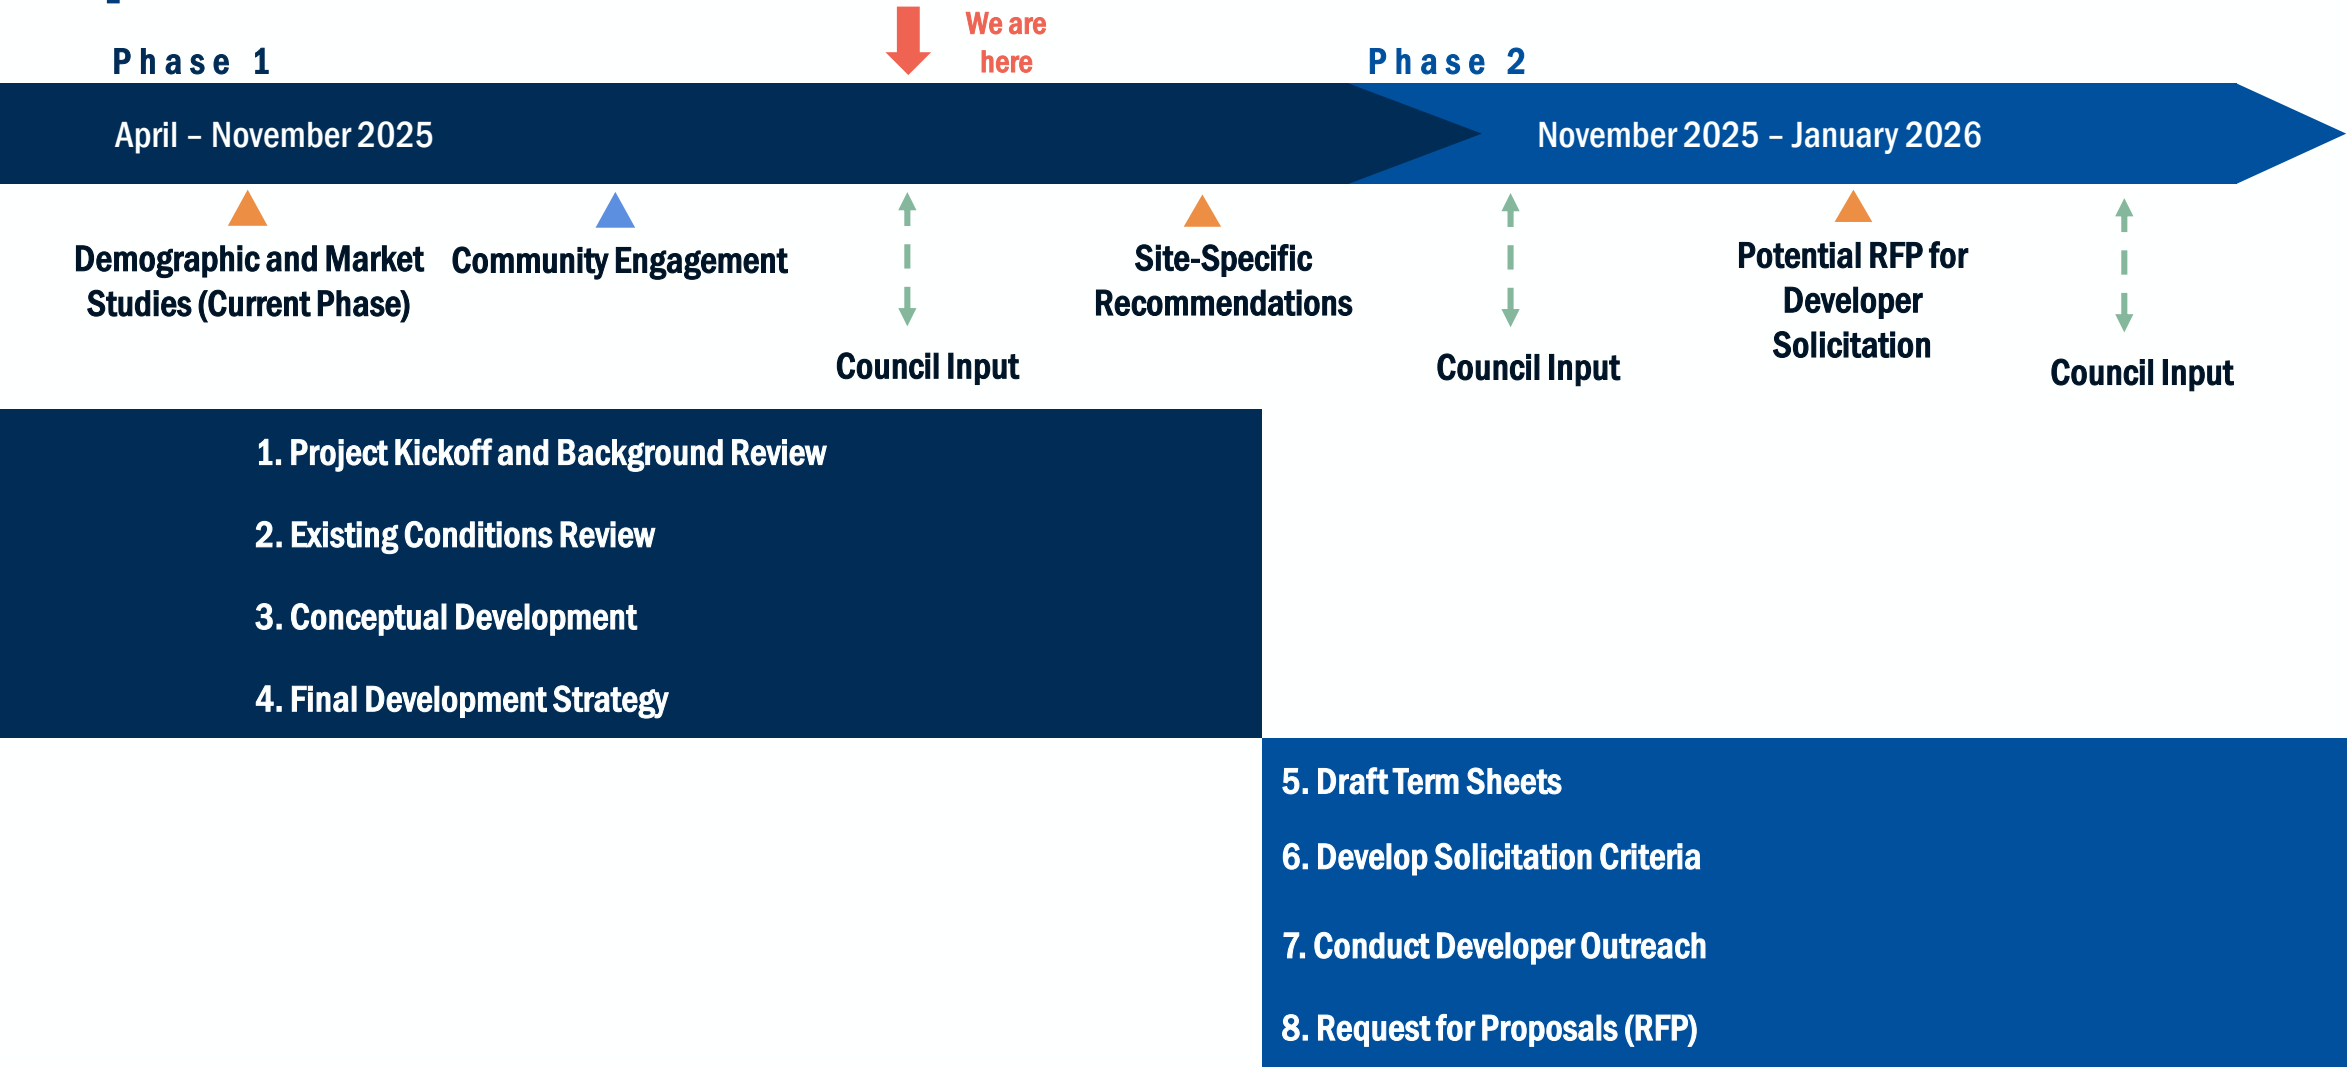 We are
here
Phase 1
Phase 2
April – November 2025
November 2025 – January 2026
Demographic and Market
Studies (Current Phase)
Community Engagement
Council Input
Site-Specific
Recommendations
Council Input
Potential RFP for
Developer
Solicitation
Council Input
1. Project Kickoff and Background Review
2. Existing Conditions Review
3. Conceptual Development
4. Final Development Strategy
5. Draft Term Sheets
6. Develop Solicitation Criteria
7. Conduct Developer Outreach
8. Request for Proposals (RFP)